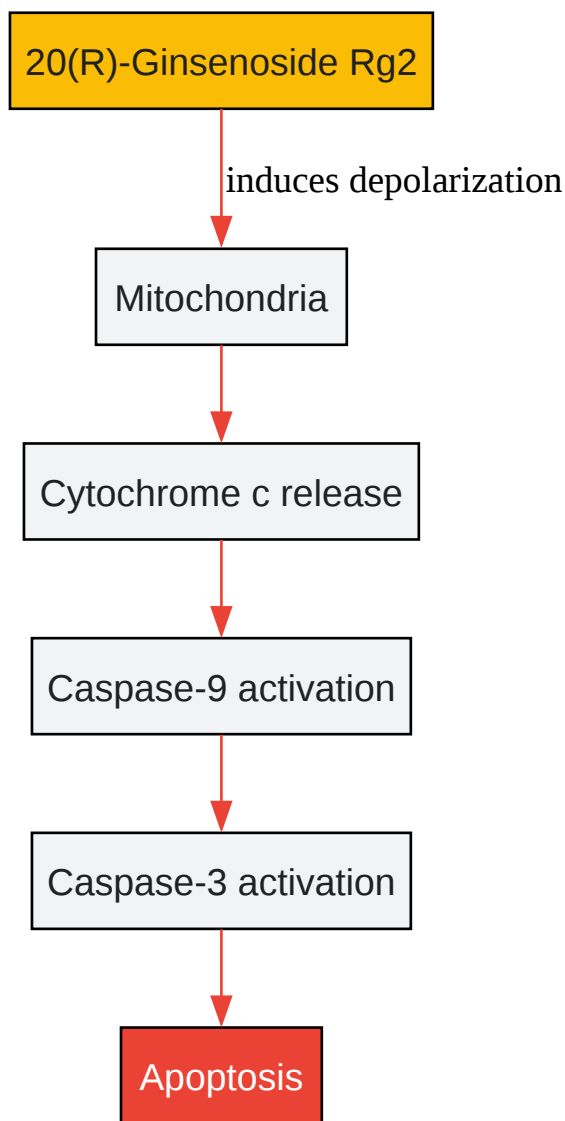 20(R)-Ginsenoside Rg2
induces depolarization
Mitochondria
Cytochrome c release
Caspase-9 activation
Caspase-3 activation
Apoptosis